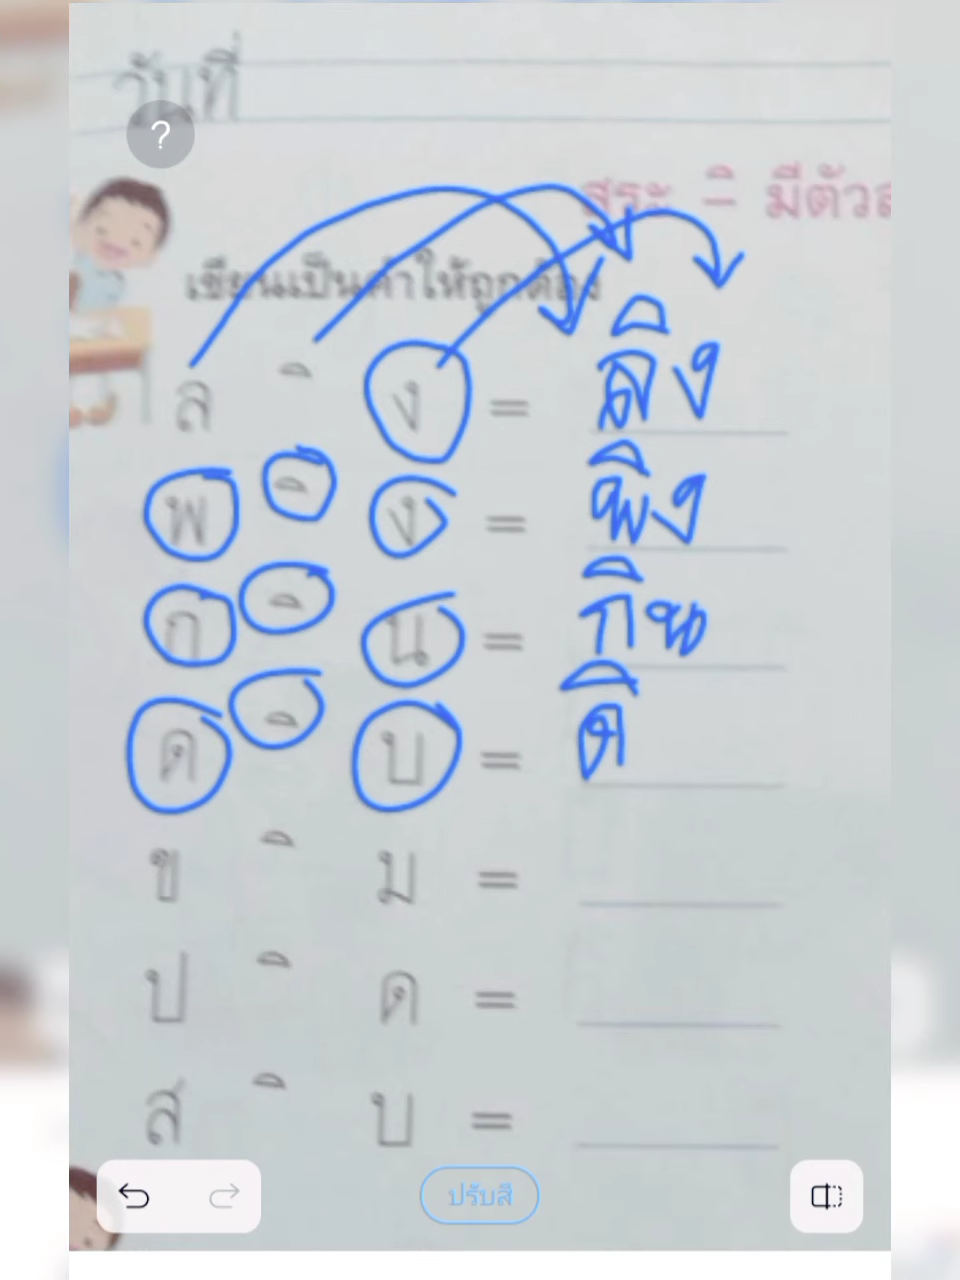 วันที่
?
สระ -ิ มีตัวส
เขียนเป็นคำให้ถูกต้อง
ล -ิ ง = ลิง
พ -ิ ง = พิง
ก -ิ น = กิน
ด -ิ บ = ดิ
ข -ิ ม =
ป -ิ ด =
ส -ิ บ =
ปรับสี